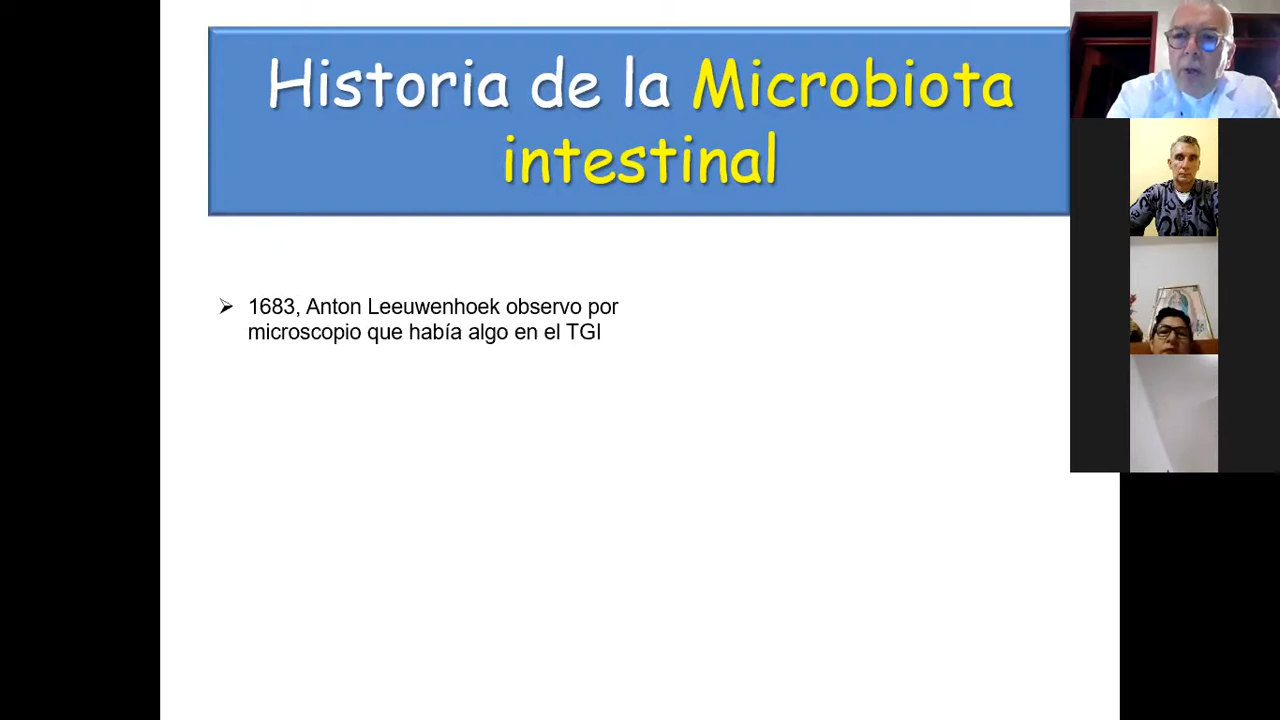 Historia de la Microbiota
intestinal
➢ 1683, Anton Leeuwenhoek observo por
microscopio que había algo en el TGI